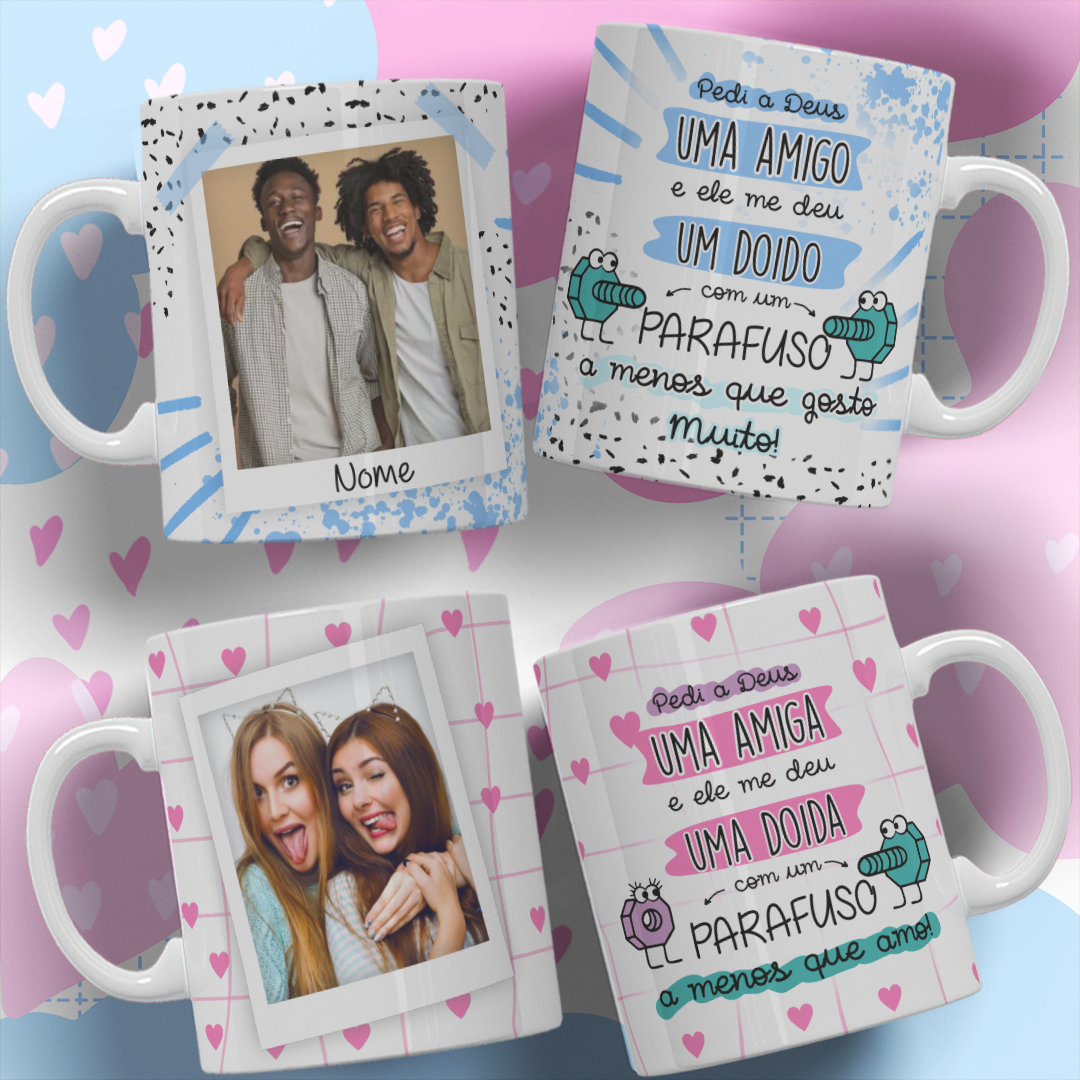 Nome
Pedi a Deus
UMA AMIGO
e ele me deu
UM DOIDO
com um
PARAFUSO
a menos que gosto
muito!
Pedi a Deus
UMA AMIGA
e ele me deu
UMA DOIDA
com um
PARAFUSO
a menos que amo!